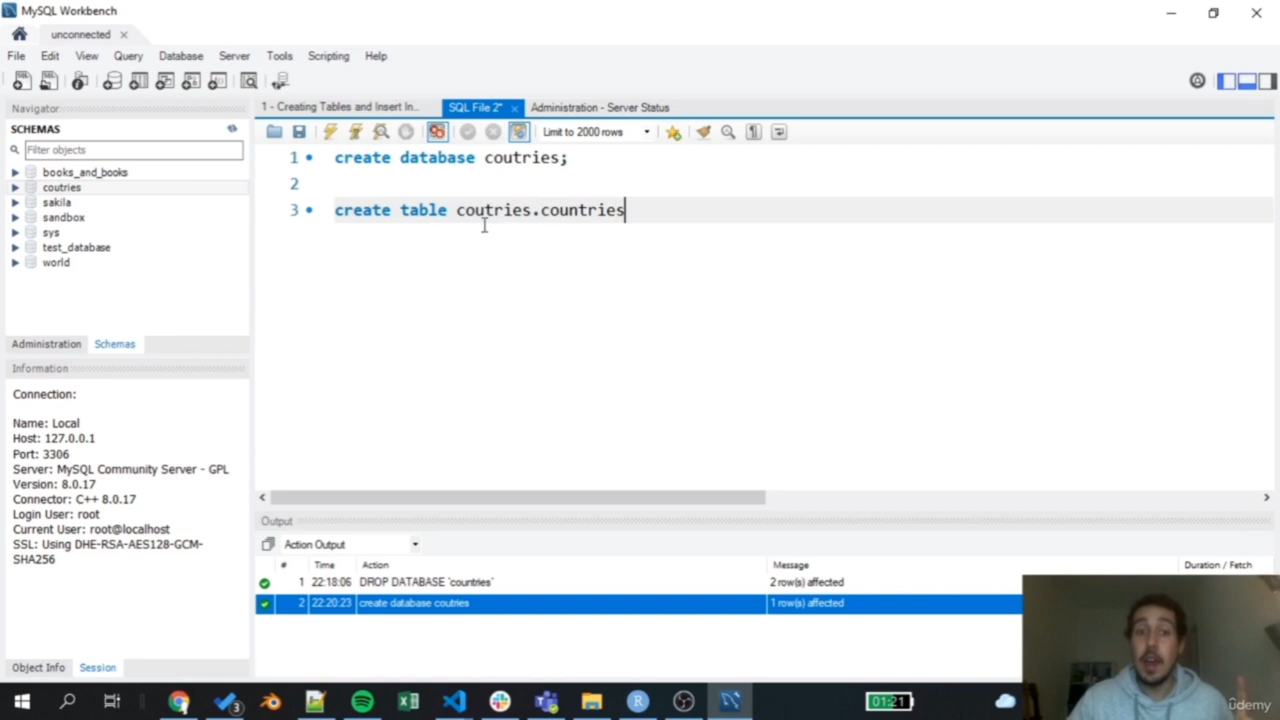 MySQL Workbench
unconnected
File Edit View Query Database Server Tools Scripting Help
Navigator
SCHEMAS
Filter objects
books_and_books
coutries
sakila
sandbox
sys
test_database
world
Administration Schemas
Information
Connection:
Name: Local
Host: 127.0.0.1
Port: 3306
Server: MySQL Community Server - GPL
Version: 8.0.17
Connector: C++ 8.0.17
Login User: root
Current User: root@localhost
SSL: Using DHE-RSA-AES128-GCM-
SHA256
Object Info Session
1 - Creating Tables and Insert In... SQL File 2* Administration - Server Status
Limit to 2000 rows
1 create database coutries;
2
3 create table coutries.countries
Output
Action Output
# Time Action Message Duration / Fetch
1 22:18:06 DROP DATABASE `countries` 2 row(s) affected
2 22:20:23 create database coutries 1 row(s) affected
3
01:21
ûdemy